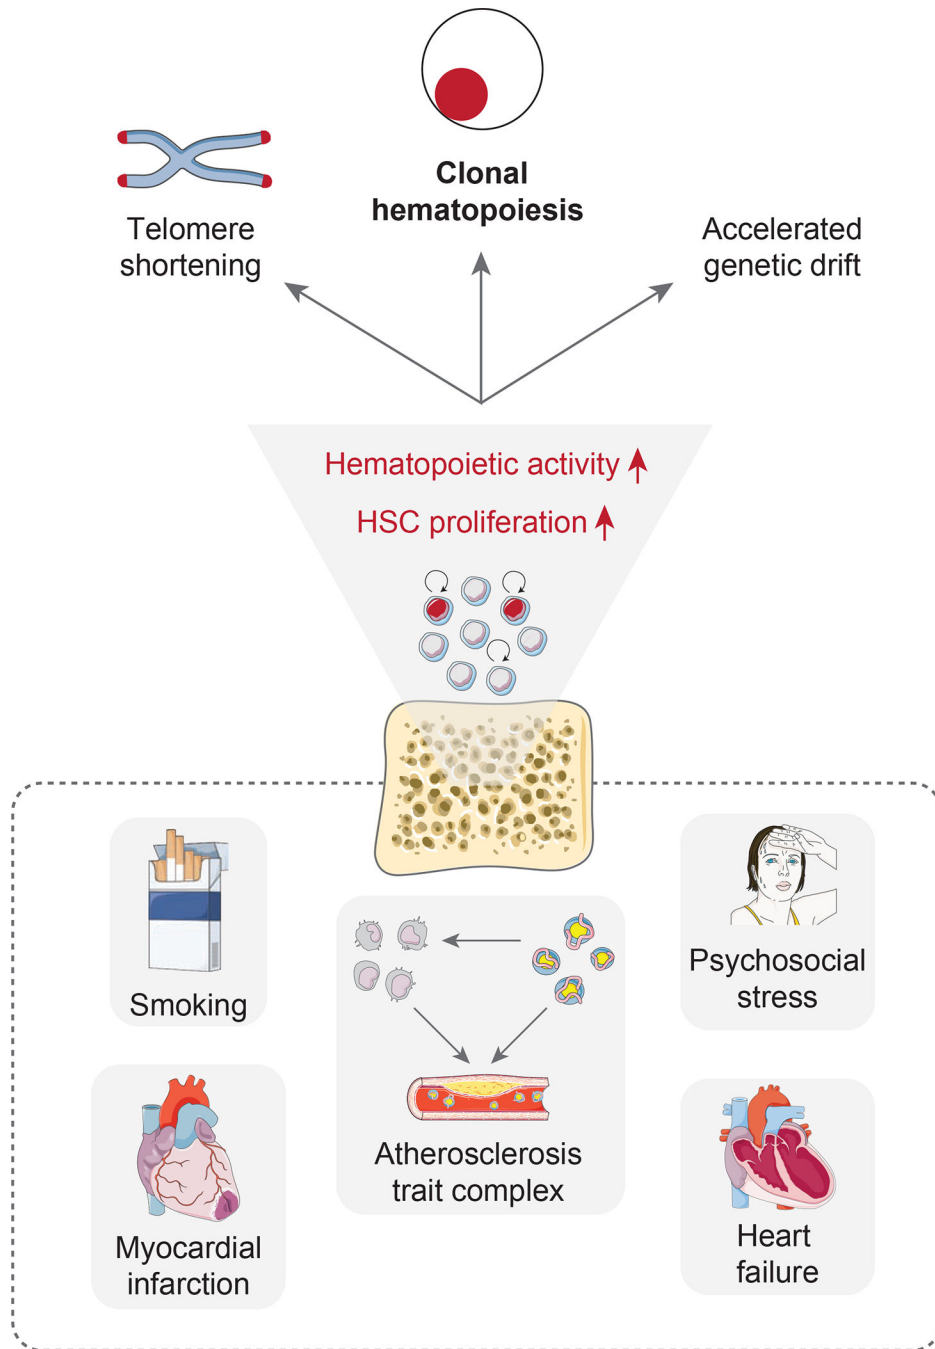 Clonal
hematopoiesis
Telomere
shortening
Accelerated
genetic drift
Hematopoietic activity
HSC proliferation
Smoking
Psychosocial
stress
Atherosclerosis
trait complex
Myocardial
infarction
Heart
failure